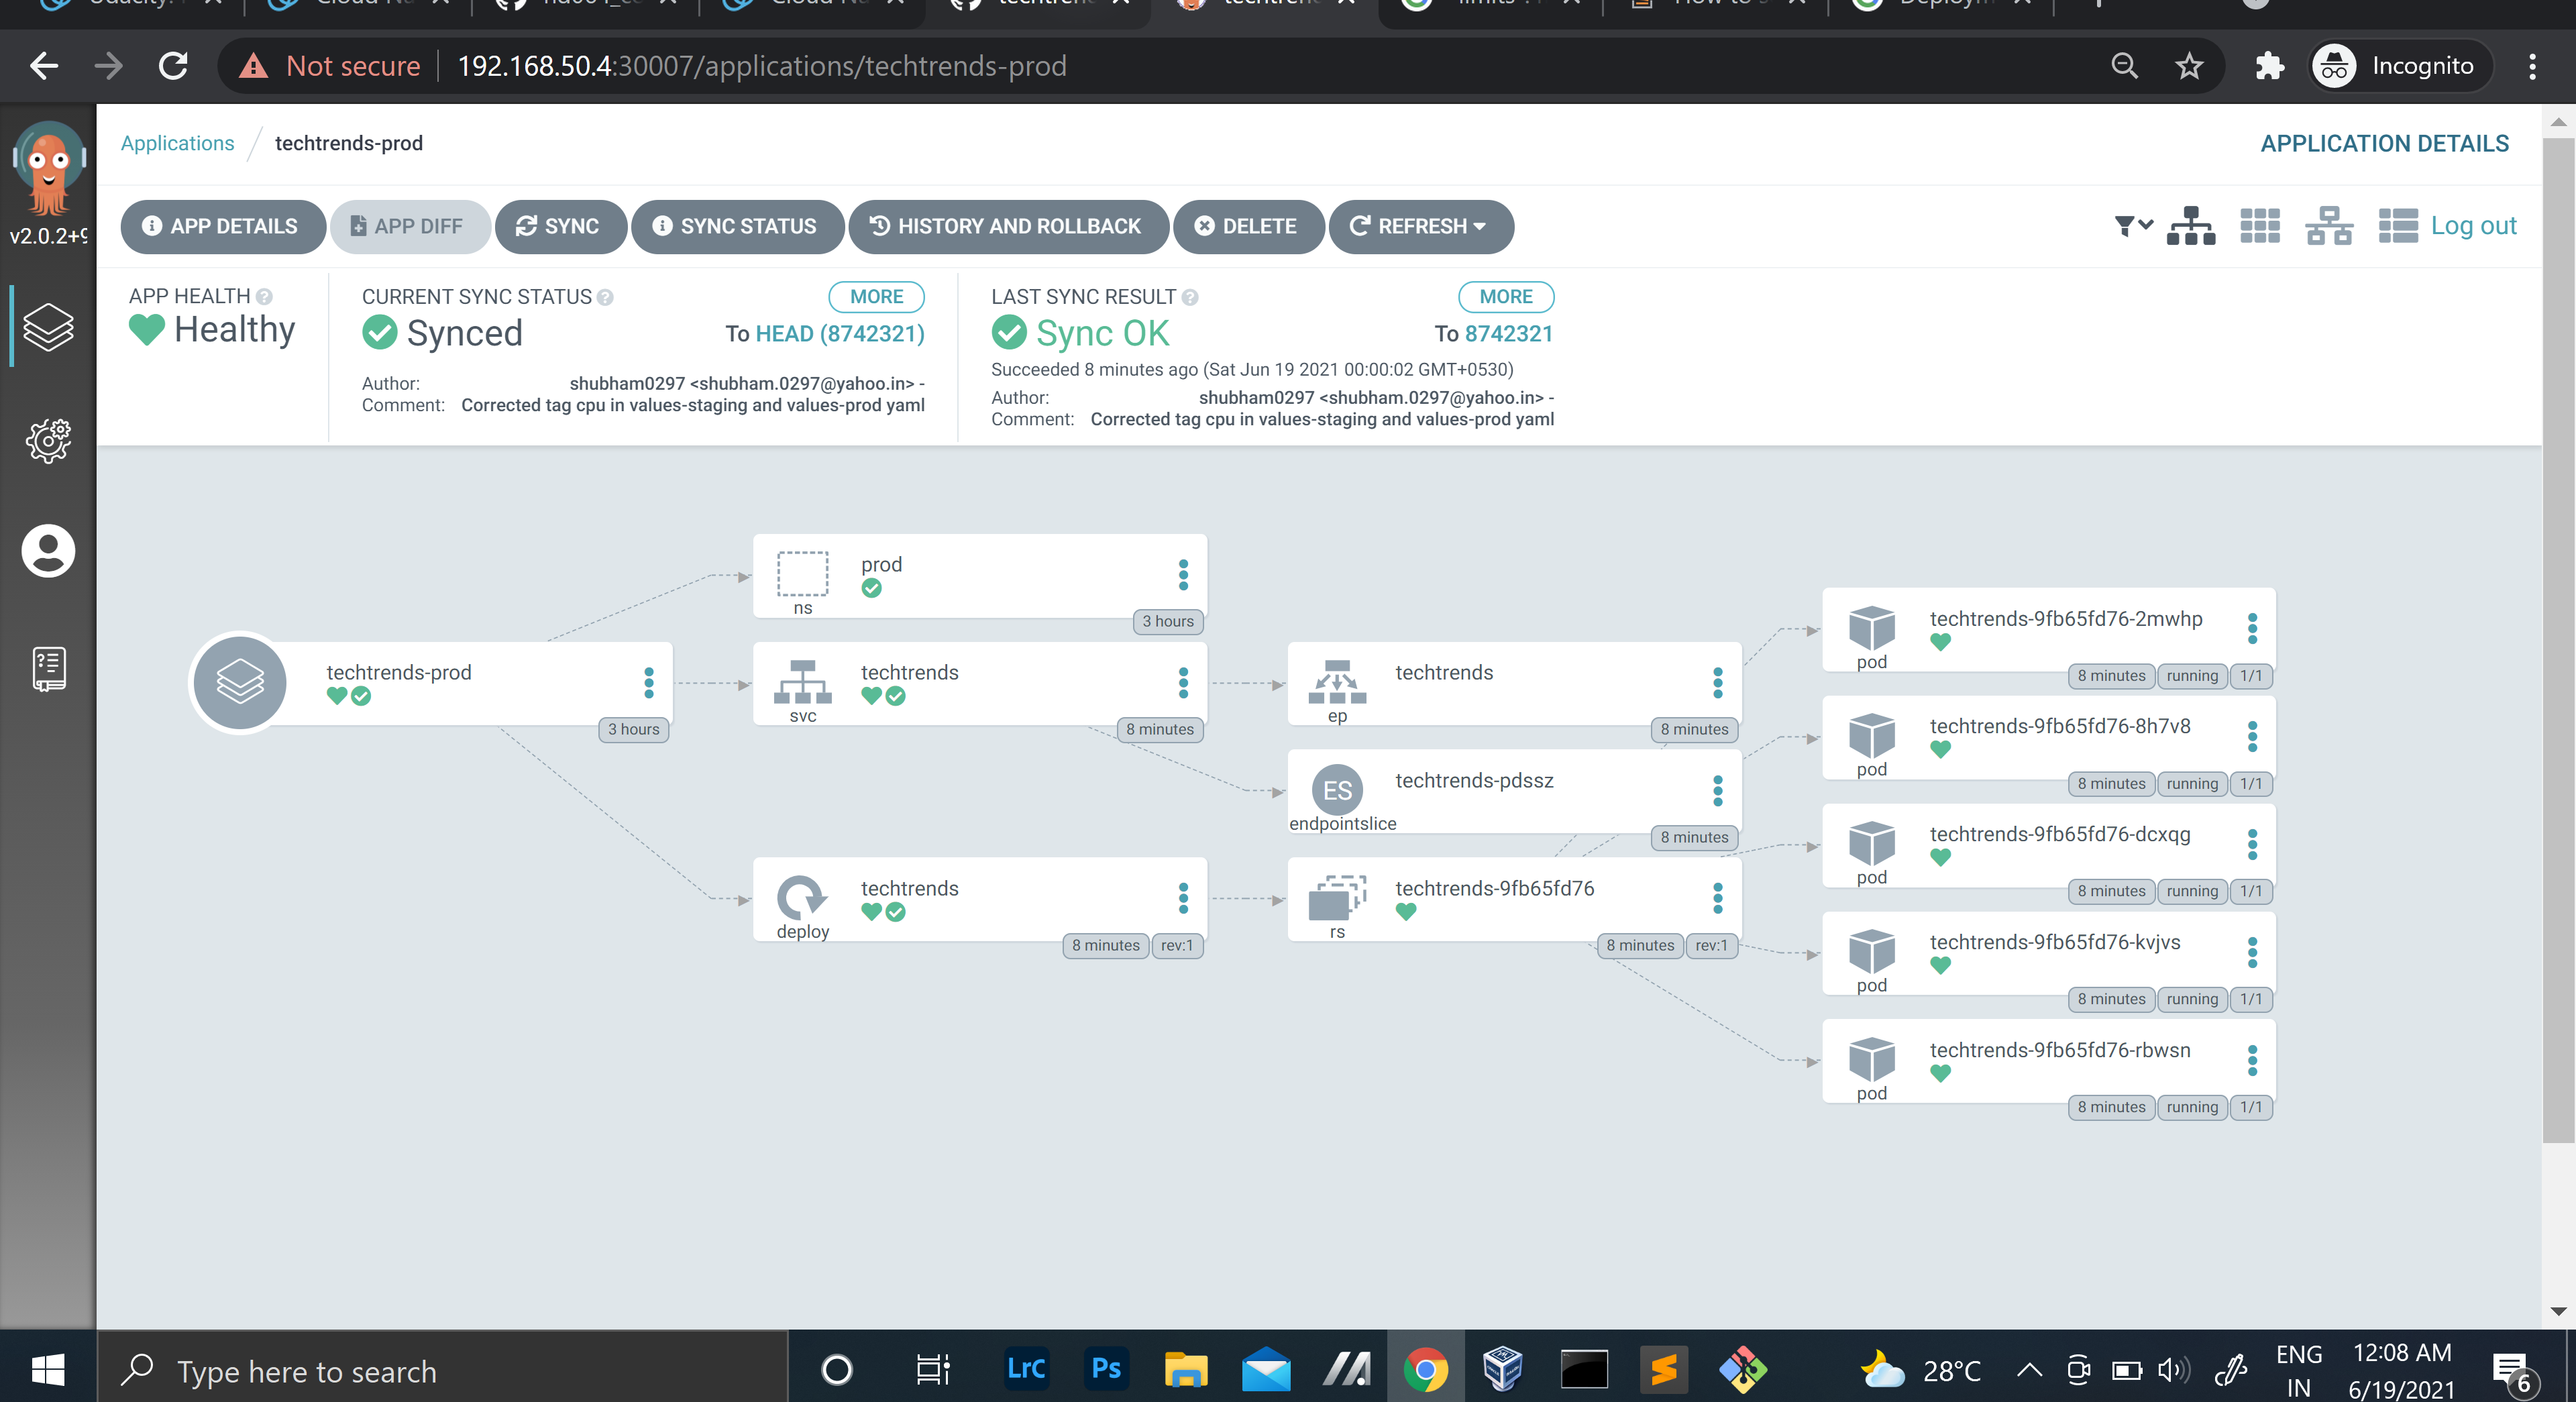 Not secure 192.168.50.4:30007/applications/techtrends-prod Incognito
Applications / techtrends-prod APPLICATION DETAILS
v2.0.2+9
APP DETAILS APP DIFF SYNC SYNC STATUS HISTORY AND ROLLBACK DELETE REFRESH Log out
APP HEALTH
Healthy
CURRENT SYNC STATUS MORE
Synced To HEAD (8742321)
Author: shubham0297 <shubham.0297@yahoo.in> -
Comment: Corrected tag cpu in values-staging and values-prod yaml
LAST SYNC RESULT MORE
Sync OK To 8742321
Succeeded 8 minutes ago (Sat Jun 19 2021 00:00:02 GMT+0530)
Author: shubham0297 <shubham.0297@yahoo.in> -
Comment: Corrected tag cpu in values-staging and values-prod yaml
techtrends-prod
3 hours
prod
ns
3 hours
techtrends
svc
8 minutes
techtrends
deploy
8 minutes rev:1
techtrends
ep
8 minutes
ES
techtrends-pdssz
endpointslice
8 minutes
techtrends-9fb65fd76
rs
8 minutes rev:1
techtrends-9fb65fd76-2mwhp
pod
8 minutes running 1/1
techtrends-9fb65fd76-8h7v8
pod
8 minutes running 1/1
techtrends-9fb65fd76-dcxqg
pod
8 minutes running 1/1
techtrends-9fb65fd76-kvjvs
pod
8 minutes running 1/1
techtrends-9fb65fd76-rbwsn
pod
8 minutes running 1/1
Type here to search
LrC Ps
28°C
ENG
IN
12:08 AM
6/19/2021
6